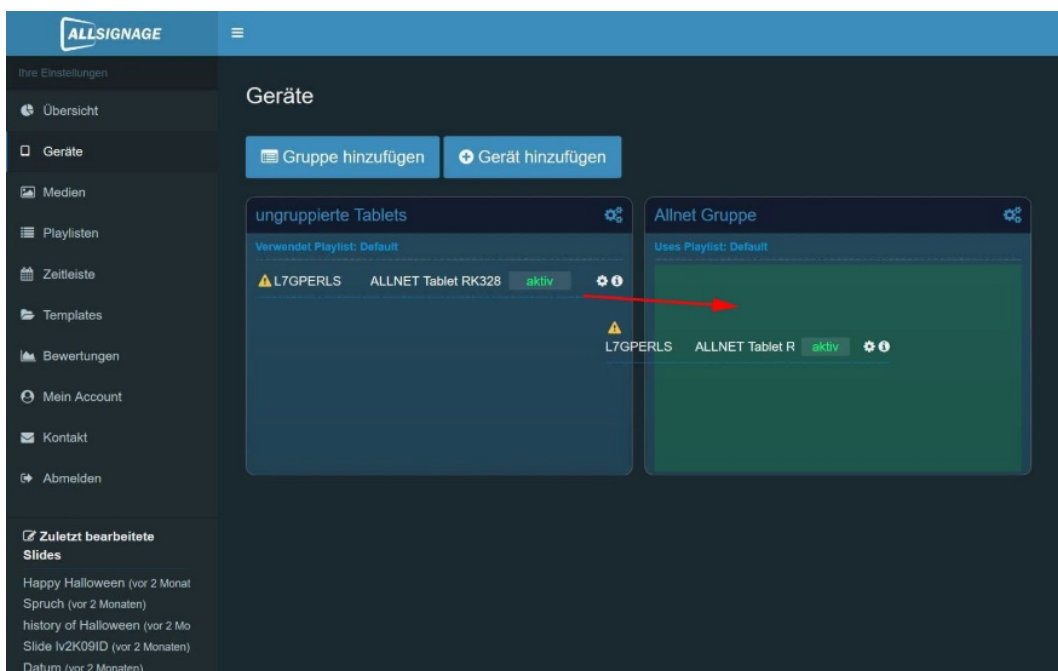 ALLSIGNAGE
Ihre Einstellungen
Übersicht
Geräte
Medien
Playlisten
Zeitleiste
Templates
Bewertungen
Mein Account
Kontakt
Abmelden
Zuletzt bearbeitete
Slides
Happy Halloween (vor 2 Monat
Spruch (vor 2 Monaten)
history of Halloween (vor 2 Mo
Slide lv2K09ID (vor 2 Monaten)
Datum (vor 2 Monaten)
Geräte
Gruppe hinzufügen
Gerät hinzufügen
ungruppierte Tablets
Verwendet Playlist: Default
L7GPERLS ALLNET Tablet RK328 aktiv
Allnet Gruppe
Uses Playlist: Default
L7GPERLS ALLNET Tablet R aktiv